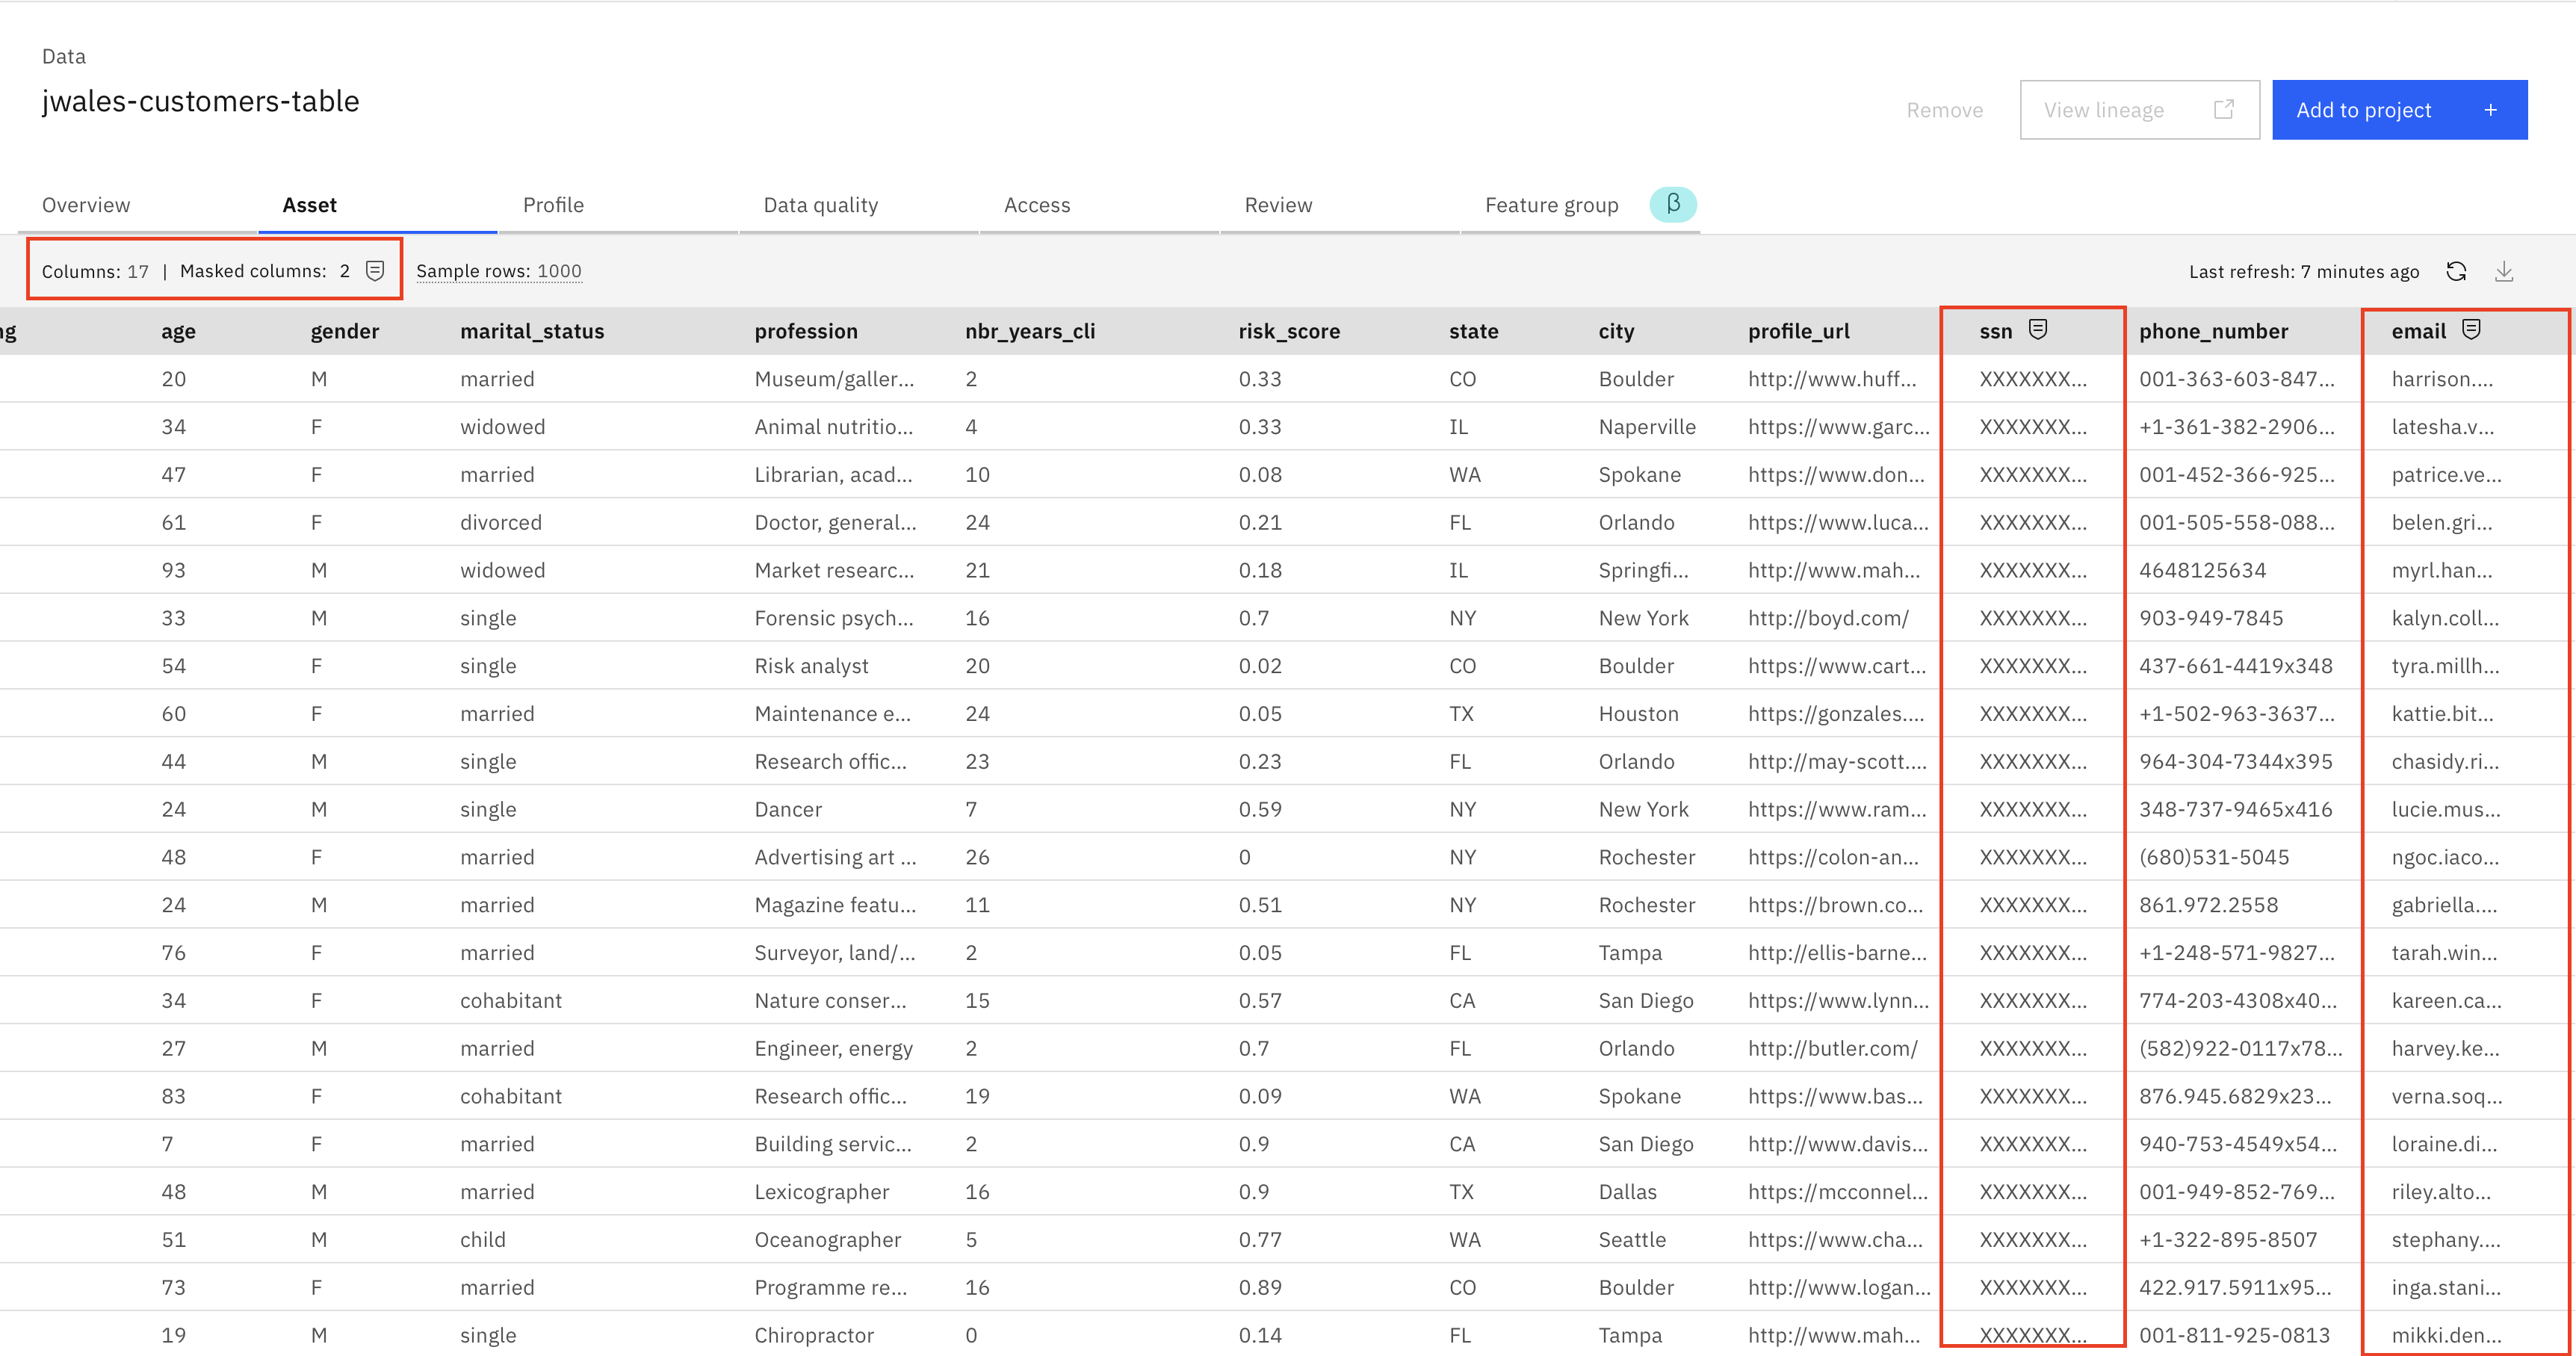 Data
jwales-customers-table
Remove View lineage Add to project +
Overview Asset Profile Data quality Access Review Feature group β
Columns: 17 | Masked columns: 2 Sample rows: 1000 Last refresh: 7 minutes ago
ng age gender marital_status profession nbr_years_cli risk_score state city profile_url ssn phone_number email
20 M married Museum/galler... 2 0.33 CO Boulder http://www.huff... XXXXXXX... 001-363-603-847... harrison....
34 F widowed Animal nutritio... 4 0.33 IL Naperville https://www.garc... XXXXXXX... +1-361-382-2906... latesha.v...
47 F married Librarian, acad... 10 0.08 WA Spokane https://www.don... XXXXXXX... 001-452-366-925... patrice.ve...
61 F divorced Doctor, general... 24 0.21 FL Orlando https://www.luca... XXXXXXX... 001-505-558-088... belen.gri...
93 M widowed Market researc... 21 0.18 IL Springfi... http://www.mah... XXXXXXX... 4648125634 myrl.han...
33 M single Forensic psych... 16 0.7 NY New York http://boyd.com/ XXXXXXX... 903-949-7845 kalyn.coll...
54 F single Risk analyst 20 0.02 CO Boulder https://www.cart... XXXXXXX... 437-661-4419x348 tyra.millh...
60 F married Maintenance e... 24 0.05 TX Houston https://gonzales.... XXXXXXX... +1-502-963-3637... kattie.bit...
44 M single Research offic... 23 0.23 FL Orlando http://may-scott.... XXXXXXX... 964-304-7344x395 chasidy.ri...
24 M single Dancer 7 0.59 NY New York https://www.ram... XXXXXXX... 348-737-9465x416 lucie.mus...
48 F married Advertising art ... 26 0 NY Rochester https://colon-an... XXXXXXX... (680)531-5045 ngoc.iaco...
24 M married Magazine featu... 11 0.51 NY Rochester https://brown.co... XXXXXXX... 861.972.2558 gabriella....
76 F married Surveyor, land/... 2 0.05 FL Tampa http://ellis-barne... XXXXXXX... +1-248-571-9827... tarah.win...
34 F cohabitant Nature conser... 15 0.57 CA San Diego https://www.lynn... XXXXXXX... 774-203-4308x40... kareen.ca...
27 M married Engineer, energy 2 0.7 FL Orlando http://butler.com/ XXXXXXX... (582)922-0117x78... harvey.ke...
83 F cohabitant Research offic... 19 0.09 WA Spokane https://www.bas... XXXXXXX... 876.945.6829x23... verna.soq...
7 F married Building servic... 2 0.9 CA San Diego http://www.davis... XXXXXXX... 940-753-4549x54... loraine.di...
48 M married Lexicographer 16 0.9 TX Dallas https://mcconnel... XXXXXXX... 001-949-852-769... riley.alto...
51 M child Oceanographer 5 0.77 WA Seattle https://www.cha... XXXXXXX... +1-322-895-8507 stephany....
73 F married Programme re... 16 0.89 CO Boulder http://www.logan... XXXXXXX... 422.917.5911x95... inga.stani...
19 M single Chiropractor 0 0.14 FL Tampa http://www.mah... XXXXXXX... 001-811-925-0813 mikki.den...